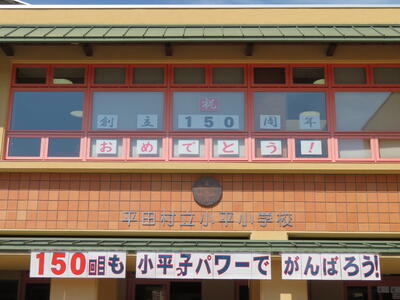 祝
創立150周年
おめでとう!
平田村立小平小学校
150回目も 小平っ子パワーで がんばろう!